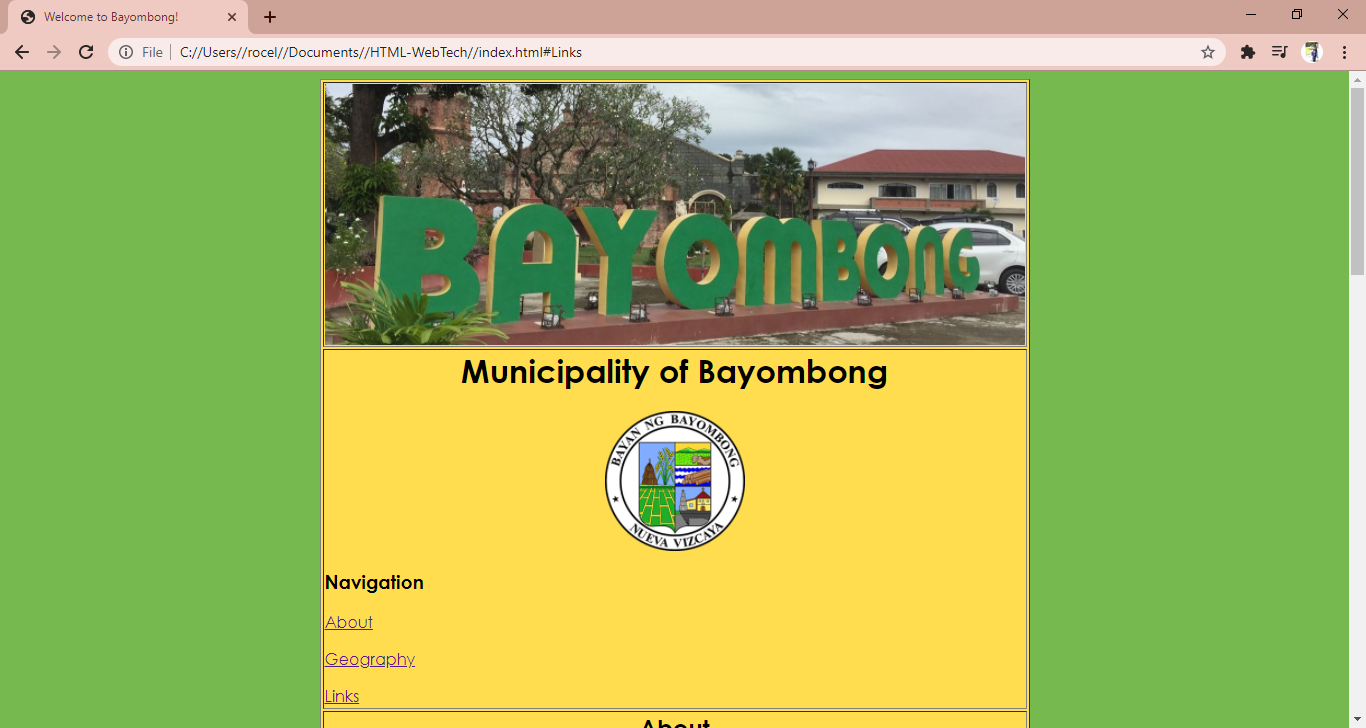 Welcome to Bayombong!
File
C://Users//rocel//Documents//HTML-WebTech//index.html#Links
BAYOMBONG
Municipality of Bayombong
BAYAN NG BAYOMBONG
NUEVA VIZCAYA
Navigation
About
Geography
Links
About